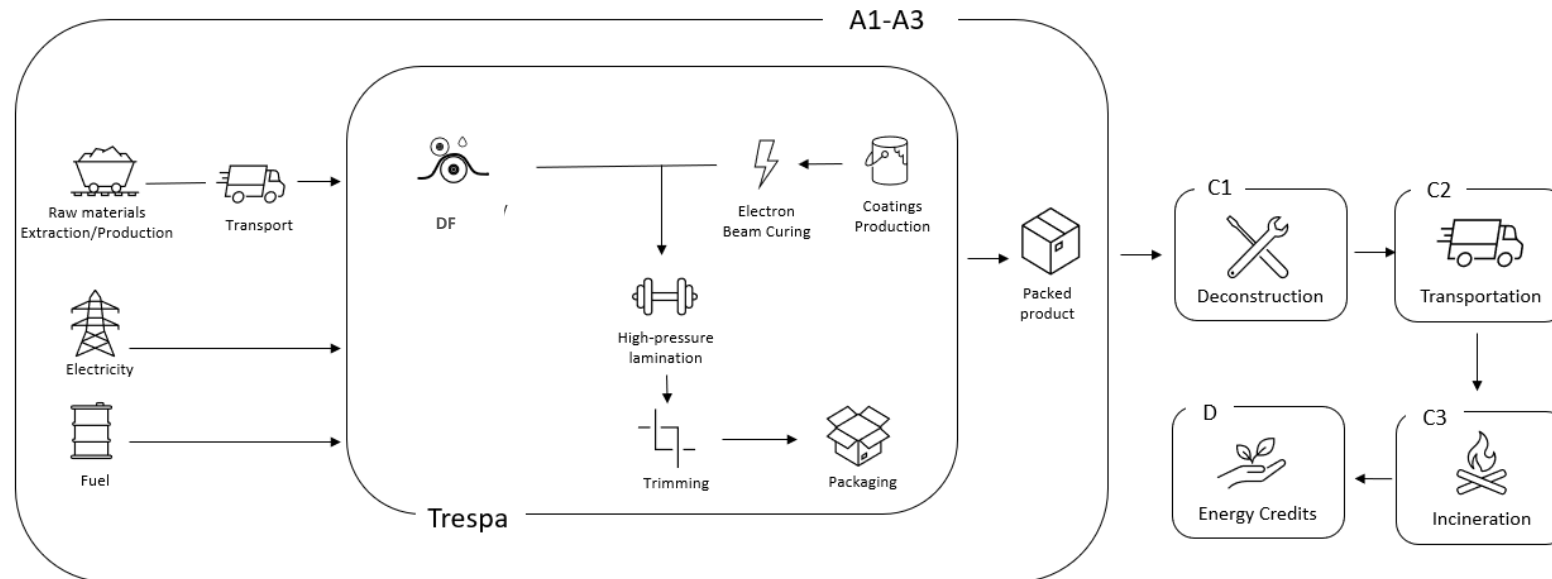 A1-A3
Raw materials
Extraction/Production
Transport
DF
Electron
Beam Curing
Coatings
Production
Electricity
Fuel
High-pressure
lamination
Trimming
Packaging
Trespa
Packed
product
C1
Deconstruction
C2
Transportation
D
Energy Credits
C3
Incineration